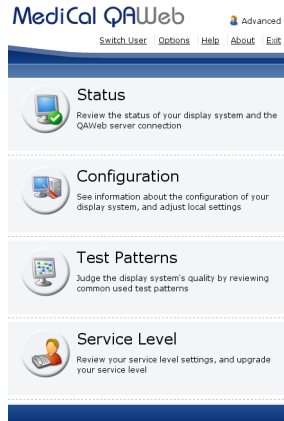 MediCal QAWeb
Advanced
Switch User Options Help About Exit
Status
Review the status of your display system and the
QAWeb server connection
Configuration
See information about the configuration of your
display system, and adjust local settings
Test Patterns
Judge the display system's quality by reviewing
common used test patterns
Service Level
Review your service level settings, and upgrade
your service level